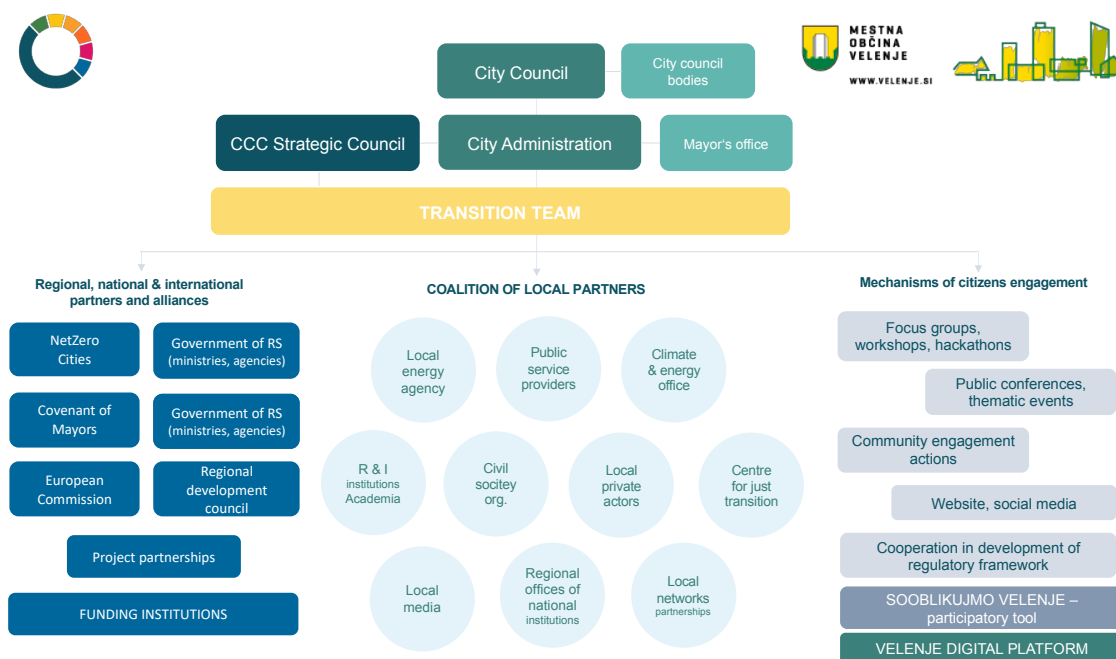 MESTNA
OBČINA
VELENJE
WWW.VELENJE.SI
City Council
City council
bodies
CCC Strategic Council
City Administration
Mayor's office
TRANSITION TEAM
Regional, national & international
partners and alliances
NetZero
Cities
Government of RS
(ministries, agencies)
Covenant of
Mayors
Government of RS
(ministries, agencies)
European
Commission
Regional
development
council
Project partnerships
FUNDING INSTITUTIONS
COALITION OF LOCAL PARTNERS
Local
energy
agency
Public
service
providers
Climate
& energy
office
R & I
institutions
Academia
Civil
socitey
org.
Local
private
actors
Centre
for just
transition
Local
media
Regional
offices of
national
institutions
Local
networks
partnerships
Mechanisms of citizens engagement
Focus groups,
workshops, hackathons
Public conferences,
thematic events
Community engagement
actions
Website, social media
Cooperation in development of
regulatory framework
SOOBLIKUJMO VELENJE –
participatory tool
VELENJE DIGITAL PLATFORM